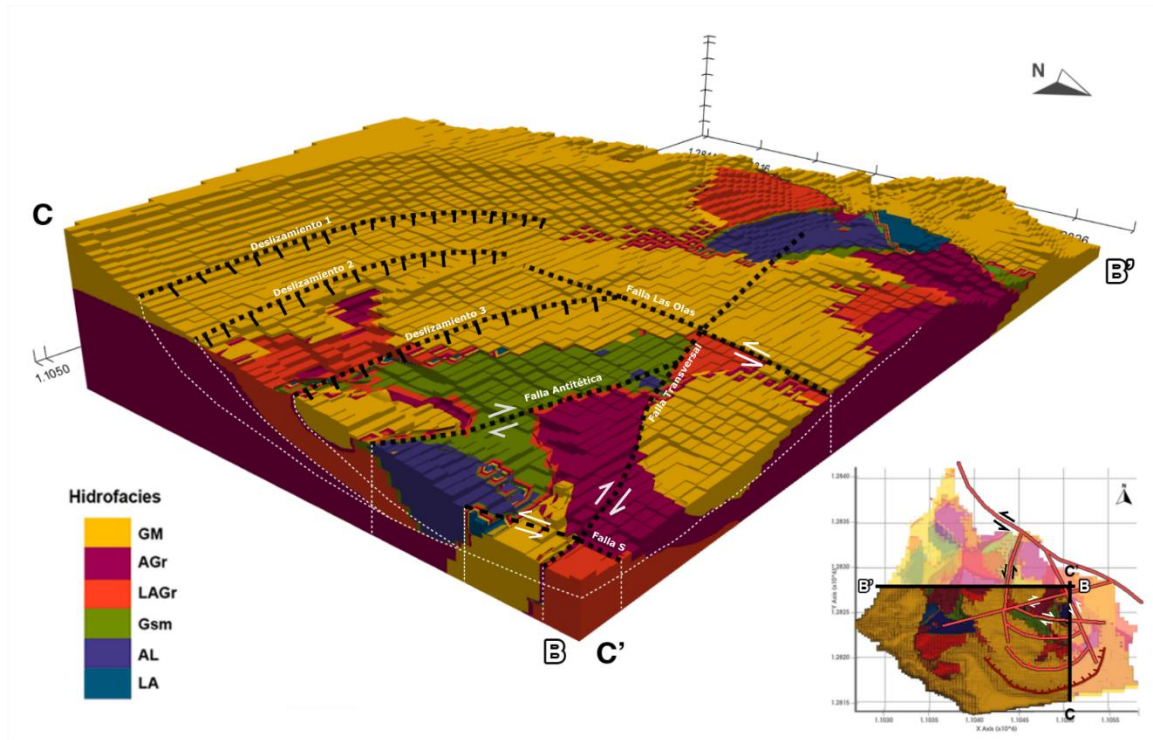 N
C
1.1050
Deslizamiento 1
Deslizamiento 2
Deslizamiento 3
Falla Las Olas
Falla Antitética
Falla Transversal
Falla S
B'
B
C'
Hidrofacies
GM
AGr
LAGr
Gsm
AL
LA
N
1.2840
1.2835
1.2830
1.2825
1.2820
1.2815
Y Axis (x10^6)
C'
B'
B
C
1.1030
1.1035
1.1040
1.1045
1.1050
1.1055
X Axis (x10^6)